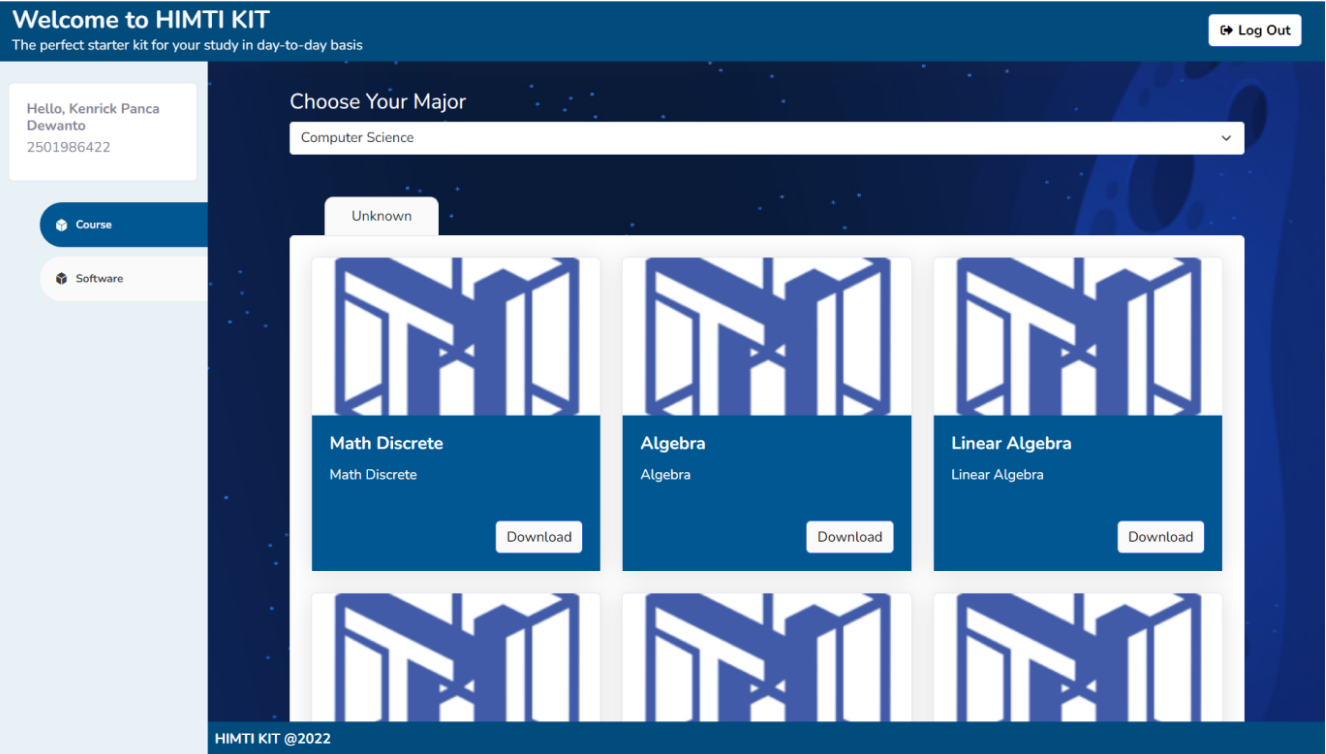 Welcome to HIMTI KIT
The perfect starter kit for your study in day-to-day basis
Log Out
Hello, Kenrick Panca
Dewanto
2501986422
Course
Software
Choose Your Major
Computer Science
Unknown
Math Discrete
Math Discrete
Download
Algebra
Algebra
Download
Linear Algebra
Linear Algebra
Download
HIMTI KIT @2022